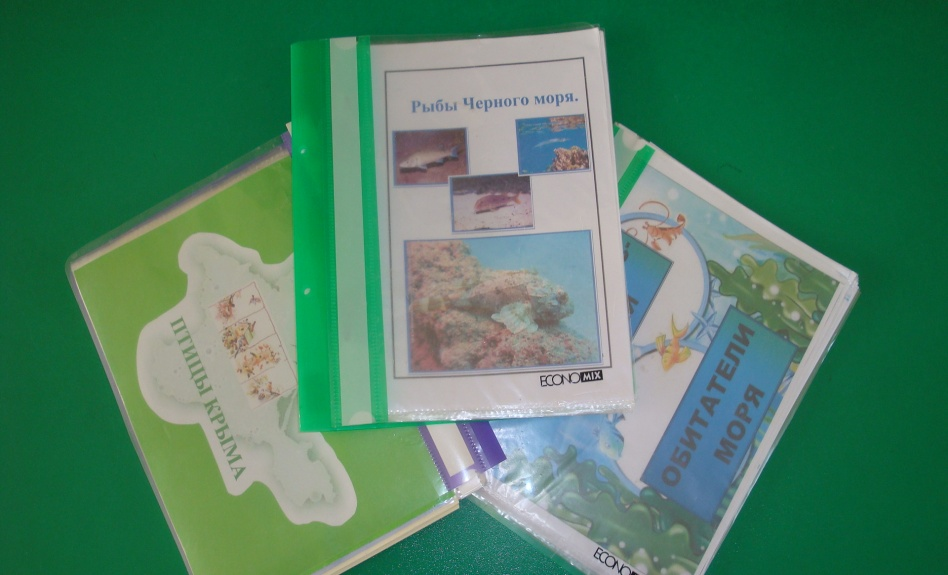 Рыбы Черного моря.
ECONOMIX
ПТИЦЫ КРЫМА
ОБИТАТЕЛИ
МОРЯ